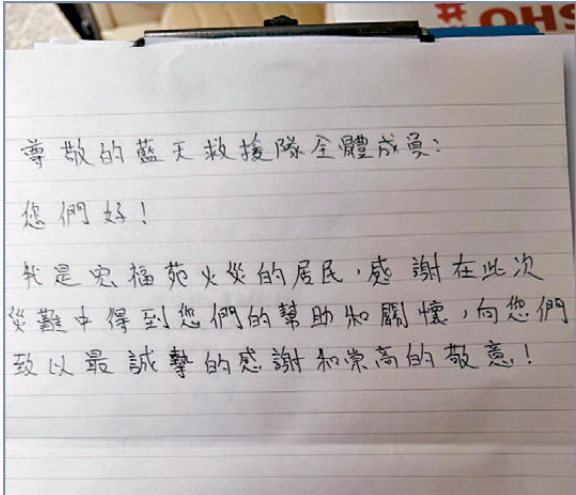 #OHS
尊敬的藍天救援隊全體成員:
您們好!
我是宏福苑火災的居民，感謝在此次
災難中得到您們的幫助和關懷，向您們
致以最誠摯的感謝和崇高的敬意!